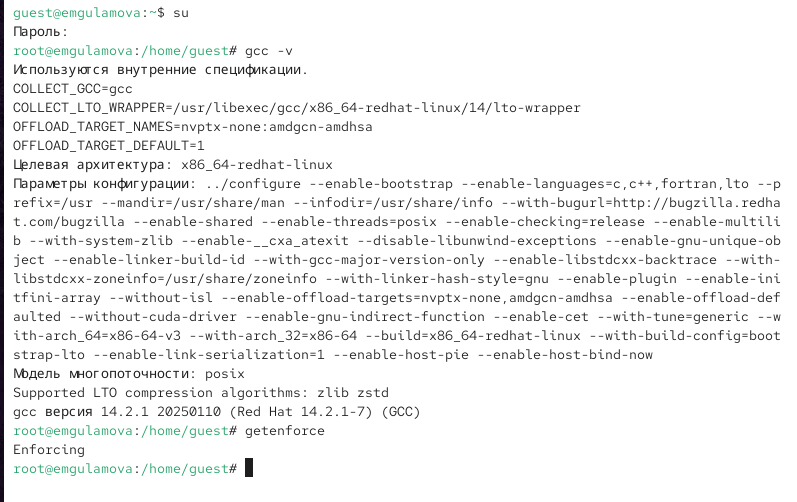 guest@emgulamova:~$ su
Пароль:
root@emgulamova:/home/guest# gcc -v
Используются внутренние спецификации.
COLLECT_GCC=gcc
COLLECT_LTO_WRAPPER=/usr/libexec/gcc/x86_64-redhat-linux/14/lto-wrapper
OFFLOAD_TARGET_NAMES=nvptx-none:amdgcn-amdhsa
OFFLOAD_TARGET_DEFAULT=1
Целевая архитектура: x86_64-redhat-linux
Параметры конфигурации: ../configure --enable-bootstrap --enable-languages=c,c++,fortran,lto --p
refix=/usr --mandir=/usr/share/man --infodir=/usr/share/info --with-bugurl=http://bugzilla.redha
t.com/bugzilla --enable-shared --enable-threads=posix --enable-checking=release --enable-multili
b --with-system-zlib --enable-__cxa_atexit --disable-libunwind-exceptions --enable-gnu-unique-ob
ject --enable-linker-build-id --with-gcc-major-version-only --enable-libstdcxx-backtrace --with-
libstdcxx-zoneinfo=/usr/share/zoneinfo --with-linker-hash-style=gnu --enable-plugin --enable-ini
tfini-array --without-isl --enable-offload-targets=nvptx-none,amdgcn-amdhsa --enable-offload-def
aulted --without-cuda-driver --enable-gnu-indirect-function --enable-cet --with-tune=generic --w
ith-arch_64=x86-64-v3 --with-arch_32=x86-64 --build=x86_64-redhat-linux --with-build-config=boot
strap-lto --enable-link-serialization=1 --enable-host-pie --enable-host-bind-now
Модель многопоточности: posix
Supported LTO compression algorithms: zlib zstd
gcc версия 14.2.1 20250110 (Red Hat 14.2.1-7) (GCC)
root@emgulamova:/home/guest# getenforce
Enforcing
root@emgulamova:/home/guest#